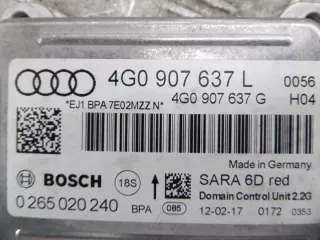 4G0 907 637 L 0056
*EJ1 BPA 7E02MZZ N* 4G0 907 637 G H04
Made in Germany
BOSCH 18S SARA 6D red
Domain Control Unit 2.2G
0 265 020 240 BPA 085 12-02-17 0172 0353